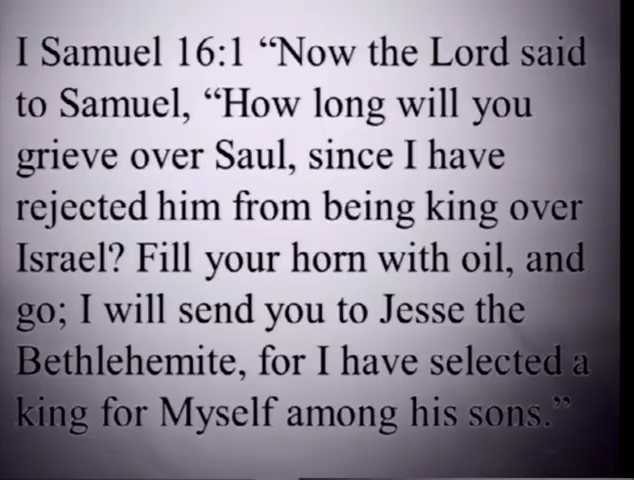 I Samuel 16:1 “Now the Lord said
to Samuel, “How long will you
grieve over Saul, since I have
rejected him from being king over
Israel? Fill your horn with oil, and
go; I will send you to Jesse the
Bethlehemite, for I have selected a
king for Myself among his sons.”